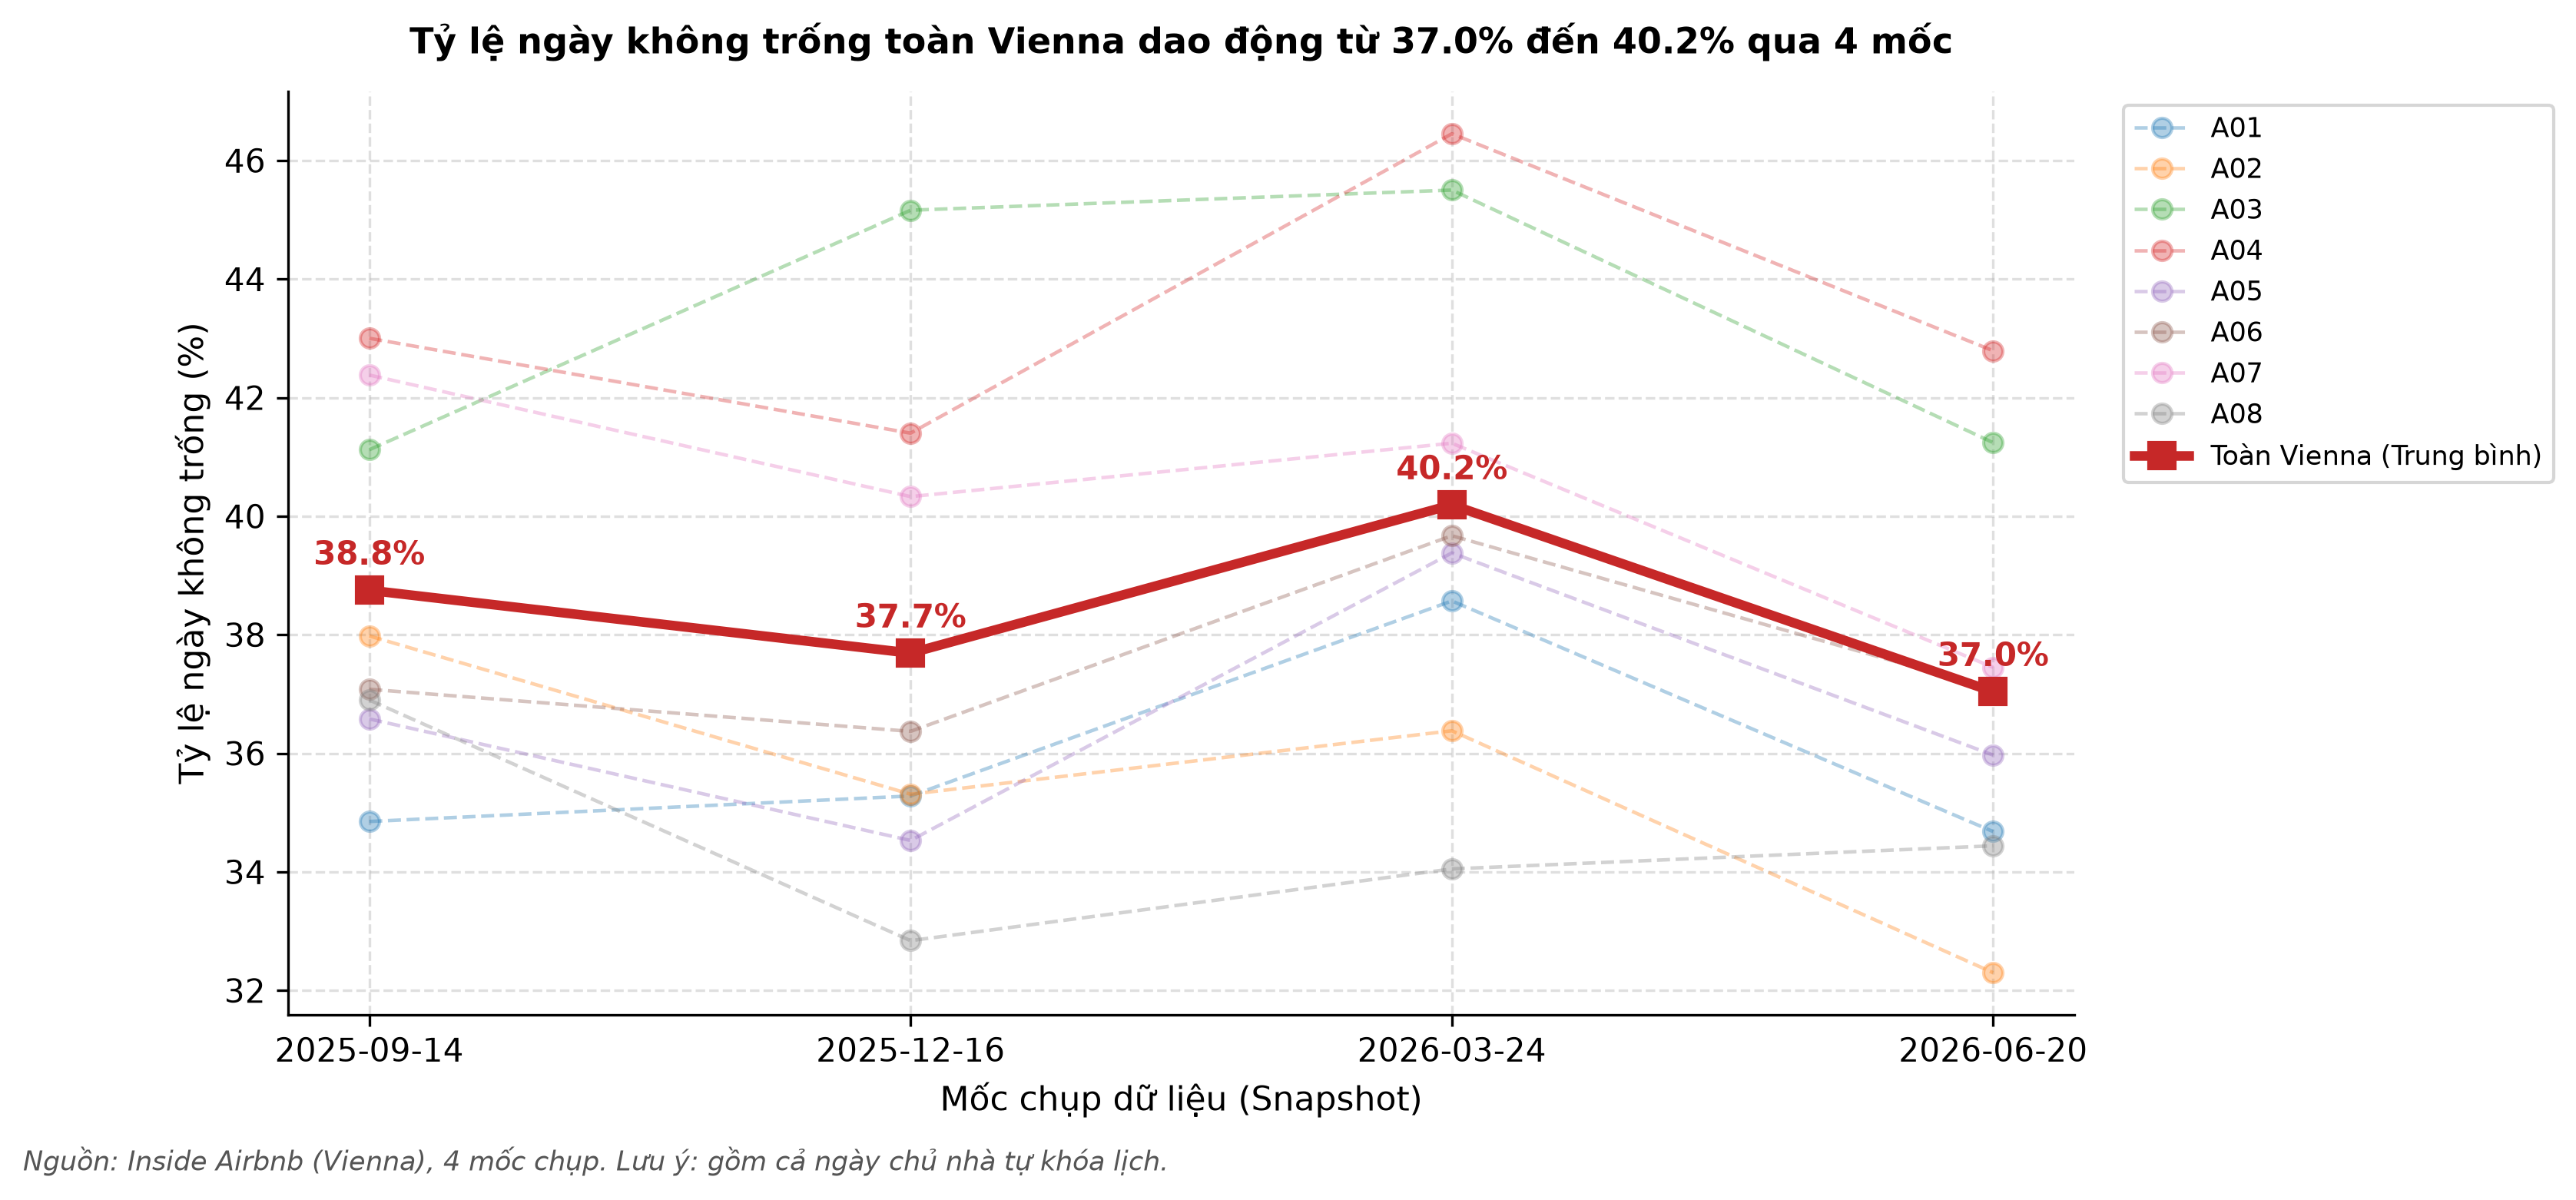 Tỷ lệ ngày không trống toàn Vienna dao động từ 37.0% đến 40.2% qua 4 mốc
Tỷ lệ ngày không trống (%)
46
44
42
40
38
36
34
32
38.8%
37.7%
40.2%
37.0%
2025-09-14
2025-12-16
2026-03-24
2026-06-20
Mốc chụp dữ liệu (Snapshot)
A01
A02
A03
A04
A05
A06
A07
A08
Toàn Vienna (Trung bình)
Nguồn: Inside Airbnb (Vienna), 4 mốc chụp. Lưu ý: gồm cả ngày chủ nhà tự khóa lịch.